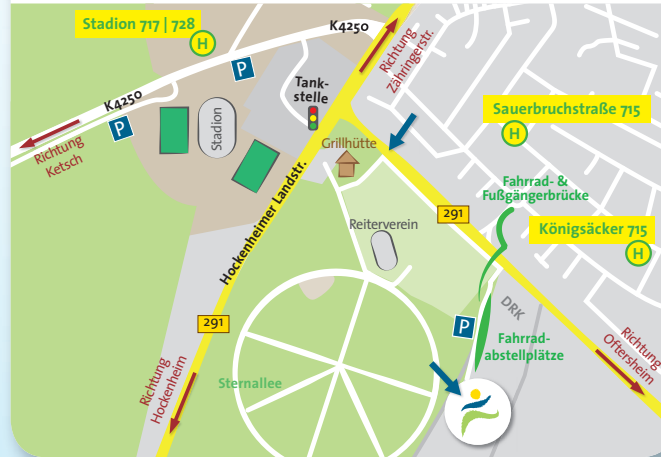 Stadion 717 | 728
H
K4250
Richtung
Zähringerstr.
P
Tank-
stelle
K4250
Sauerbruchstraße 715
H
P
Stadion
Richtung
Ketsch
Grillhütte
Fahrrad- &
Fußgängerbrücke
Hockenheimer Landstr.
291
Königsäcker 715
H
Reiterverein
DRK
291
P
Fahrrad-
abstellplätze
Richtung
Oftersheim
Richtung
Hockenheim
Sternallee